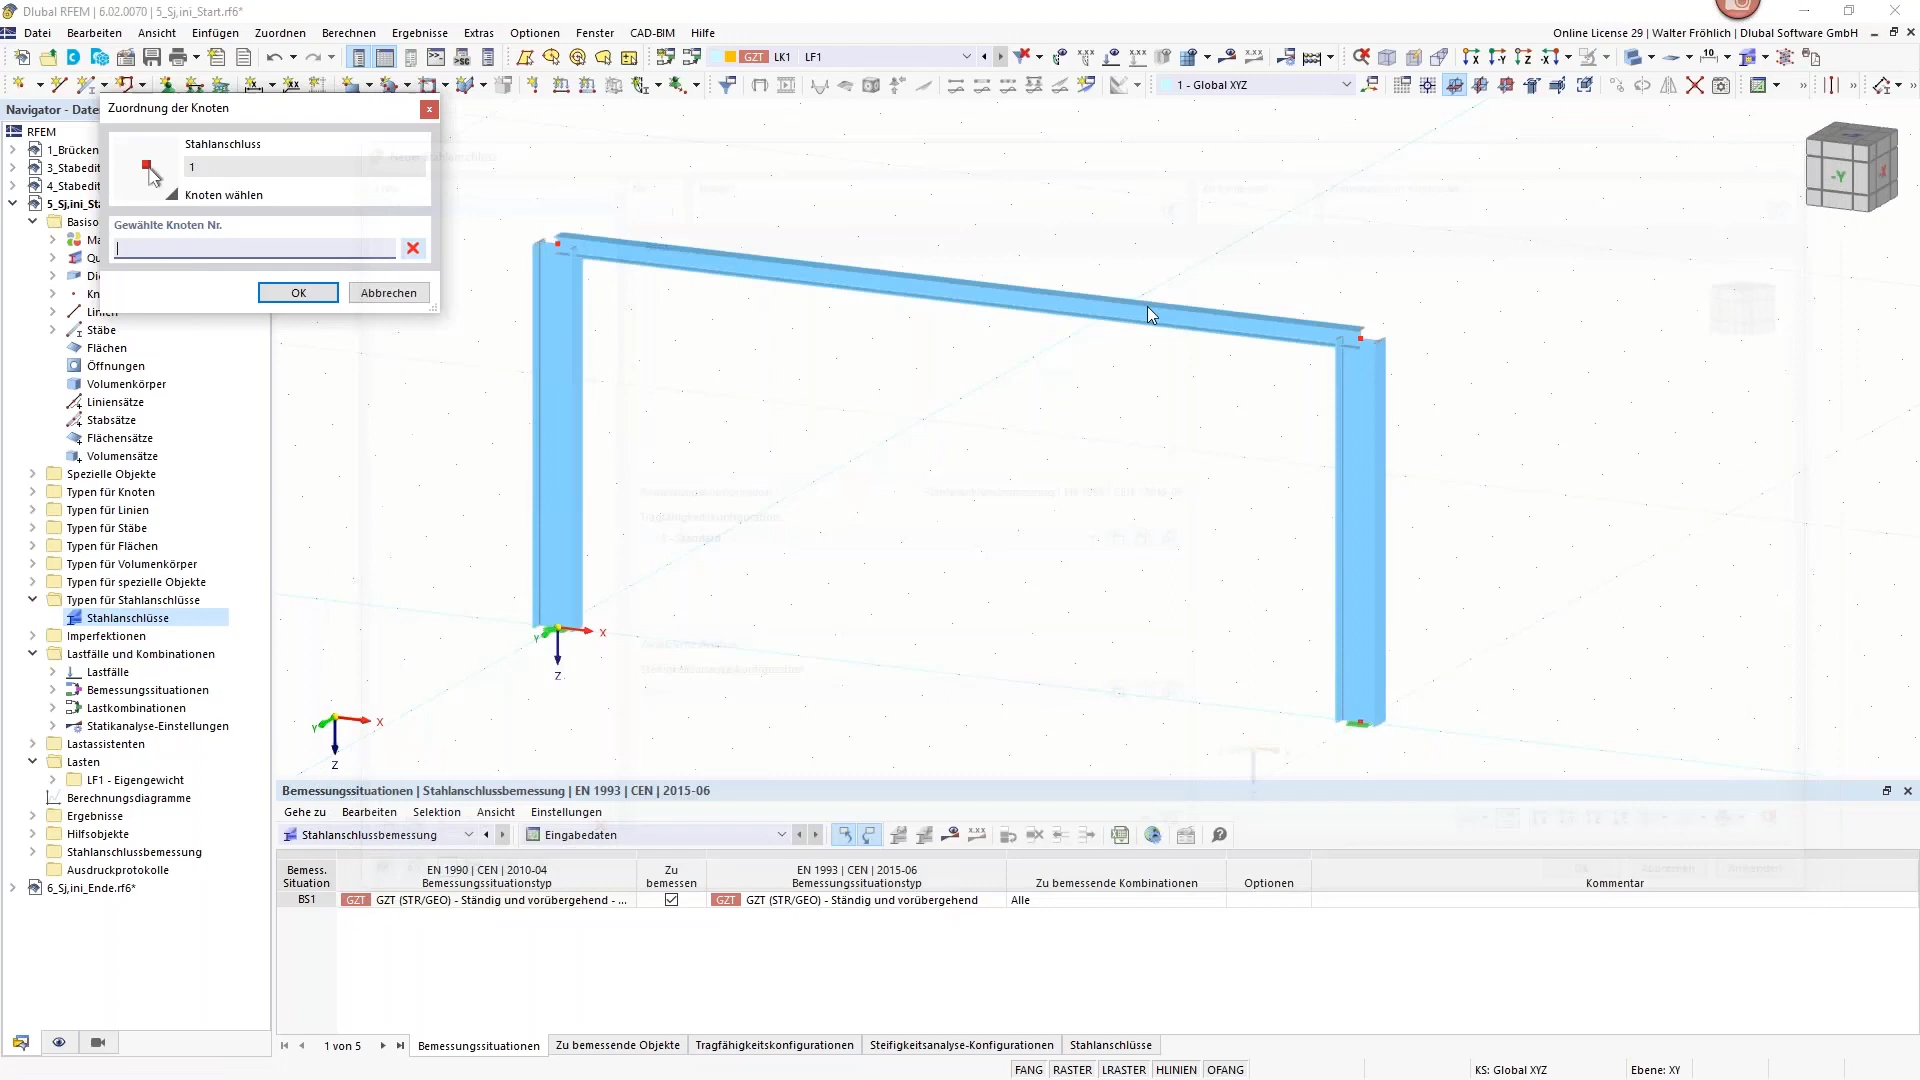 Dlubal RFEM | 6.02.0070 | 5_Sj,ini_Start.rf6*
Datei Bearbeiten Ansicht Einfügen Zuordnen Berechnen Ergebnisse Extras Optionen Fenster CAD-BIM Hilfe
Online License 29 | Walter Fröhlich | Dlubal Software GmbH
GZT LK1 LF1
1 - Global XYZ
Navigator - Date
Zuordnung der Knoten
Stahlanschluss
1
Knoten wählen
Gewählte Knoten Nr.
OK Abbrechen
RFEM
1_Brücken
3_Stabedit
4_Stabedit
5_Sj,ini_Sta
Basiso
Ma
Qu
Di
Kn
Linien
Stäbe
Flächen
Öffnungen
Volumenkörper
Liniensätze
Stabsätze
Flächensätze
Volumensätze
Spezielle Objekte
Typen für Knoten
Typen für Linien
Typen für Stäbe
Typen für Flächen
Typen für Volumenkörper
Typen für spezielle Objekte
Typen für Stahlanschlüsse
Stahlanschlüsse
Imperfektionen
Lastfälle und Kombinationen
Lastfälle
Bemessungssituationen
Lastkombinationen
Statikanalyse-Einstellungen
Lastassistenten
Lasten
LF1 - Eigengewicht
Berechnungsdiagramme
Ergebnisse
Hilfsobjekte
Stahlanschlussbemessung
Ausdruckprotokolle
6_Sj,ini_Ende.rf6*
-Y
-X
Y X
Z
Y X
Z
Bemessungssituationen | Stahlanschlussbemessung | EN 1993 | CEN | 2015-06
Gehe zu Bearbeiten Selektion Ansicht Einstellungen
Stahlanschlussbemessung Eingabedaten
Bemess. EN 1990 | CEN | 2010-04 Zu EN 1993 | CEN | 2015-06
Situation Bemessungssituationstyp bemessen Bemessungssituationstyp Zu bemessende Kombinationen Optionen Kommentar
BS1 GZT GZT (STR/GEO) - Ständig und vorübergehend - ... GZT GZT (STR/GEO) - Ständig und vorübergehend Alle
1 von 5 Bemessungssituationen Zu bemessende Objekte Tragfähigkeitskonfigurationen Steifigkeitsanalyse-Konfigurationen Stahlanschlüsse
FANG RASTER LRASTER HLINIEN OFANG KS: Global XYZ Ebene: XY